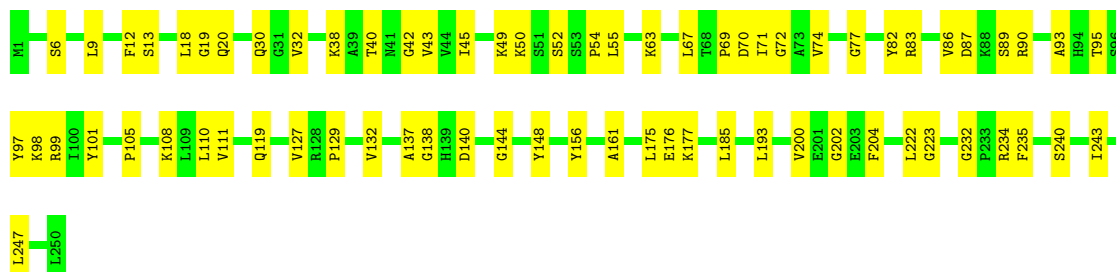 M1 S6 L9 F12 S13 L18 G19 Q20 Q30 G31 V32 K38 A39 T40 N41 G42 V43 V44 I45 K49 K50 S51 S52 S53 P54 L55 K63 L67 T68 P69 D70 I71 G72 A73 V74 G77 Y82 R83 V86 D87 K88 S89 R90 A93 H94 T95 S96
Y97 K98 R99 I100 Y101 P105 K108 L109 L110 V111 Q119 V127 R128 P129 V132 A137 G138 H139 D140 G144 Y148 Y156 A161 L175 E176 K177 L185 L193 V200 E201 G202 E203 F204 L222 G223 G232 P233 R234 F235 S240 I243
L247 L250